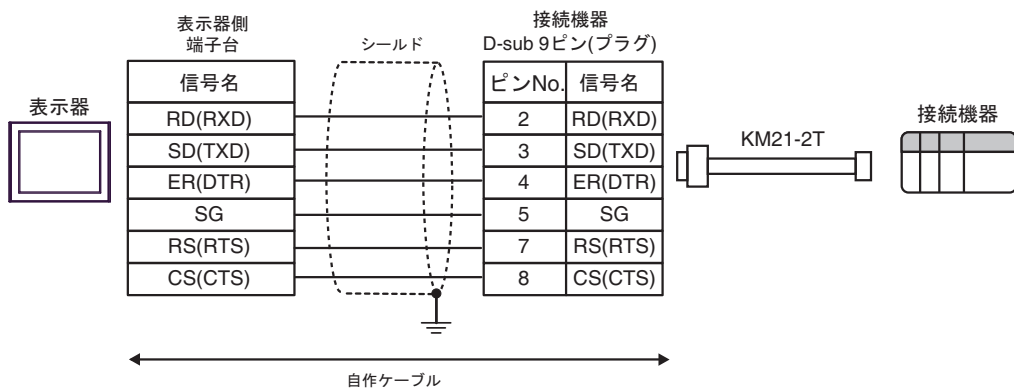 表示器側
端子台
シールド
接続機器
D-sub 9ピン(プラグ)
信号名
ピンNo. 信号名
表示器
RD(RXD) 2 RD(RXD)
SD(TXD) 3 SD(TXD)
ER(DTR) 4 ER(DTR)
SG 5 SG
RS(RTS) 7 RS(RTS)
CS(CTS) 8 CS(CTS)
KM21-2T
接続機器
自作ケーブル